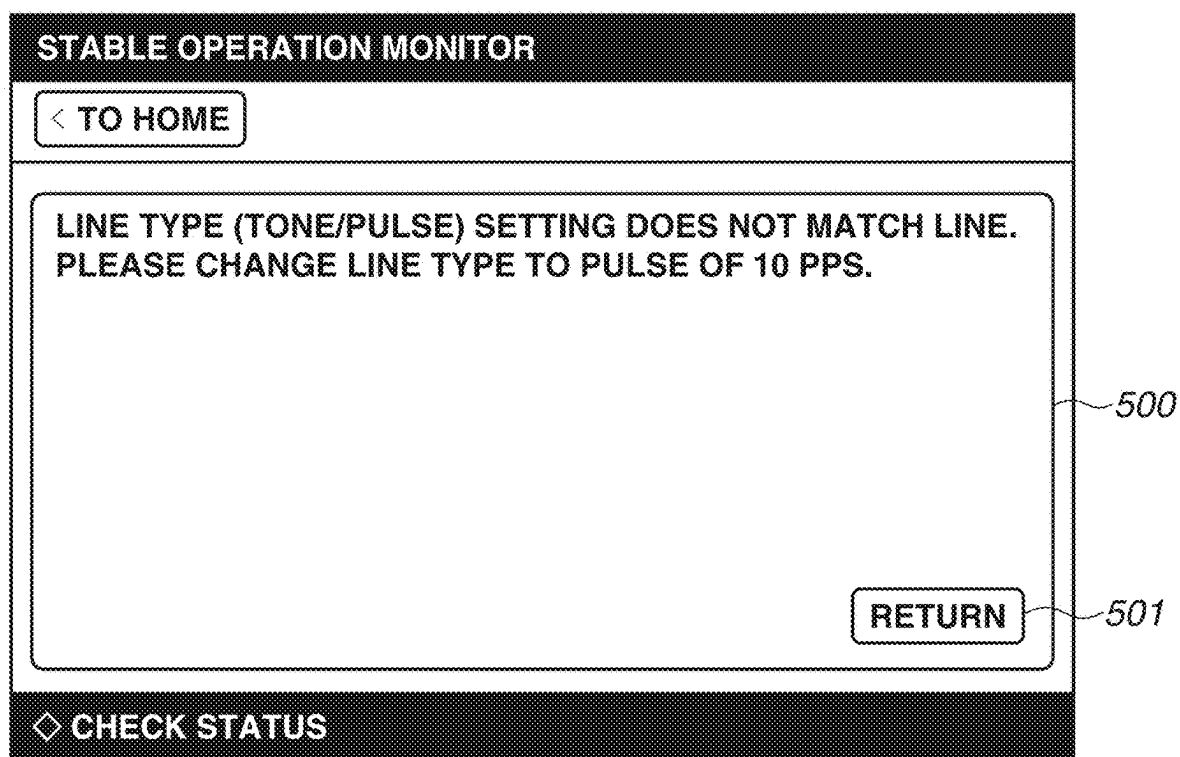 STABLE OPERATION MONITOR
< TO HOME
LINE TYPE (TONE/PULSE) SETTING DOES NOT MATCH LINE.
PLEASE CHANGE LINE TYPE TO PULSE OF 10 PPS.
500
RETURN
501
◇ CHECK STATUS